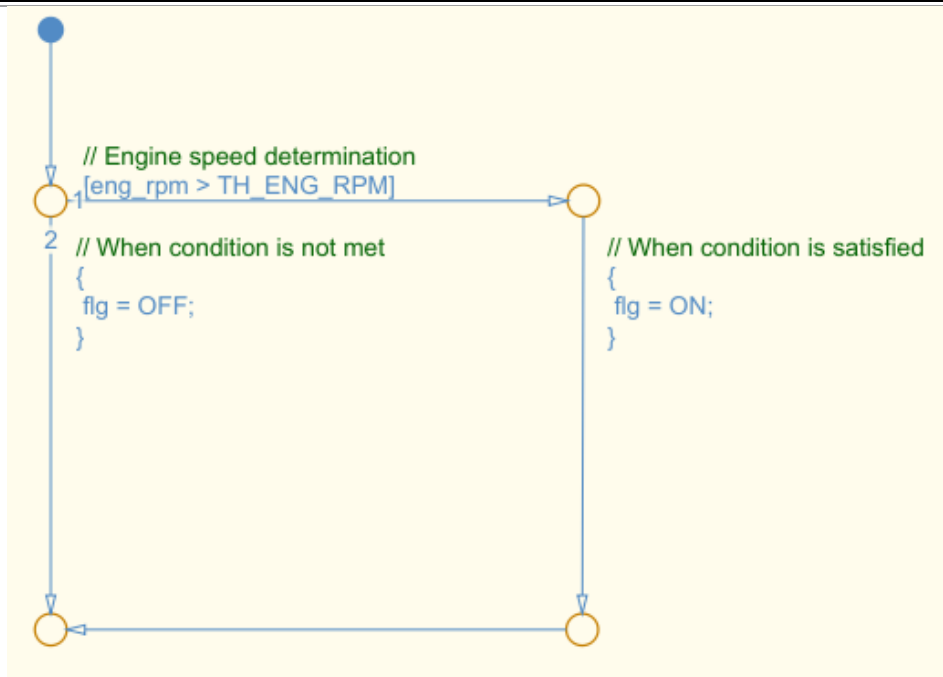 // Engine speed determination
1 [eng_rpm > TH_ENG_RPM]
2
// When condition is not met
{
flg = OFF;
}
// When condition is satisfied
{
flg = ON;
}